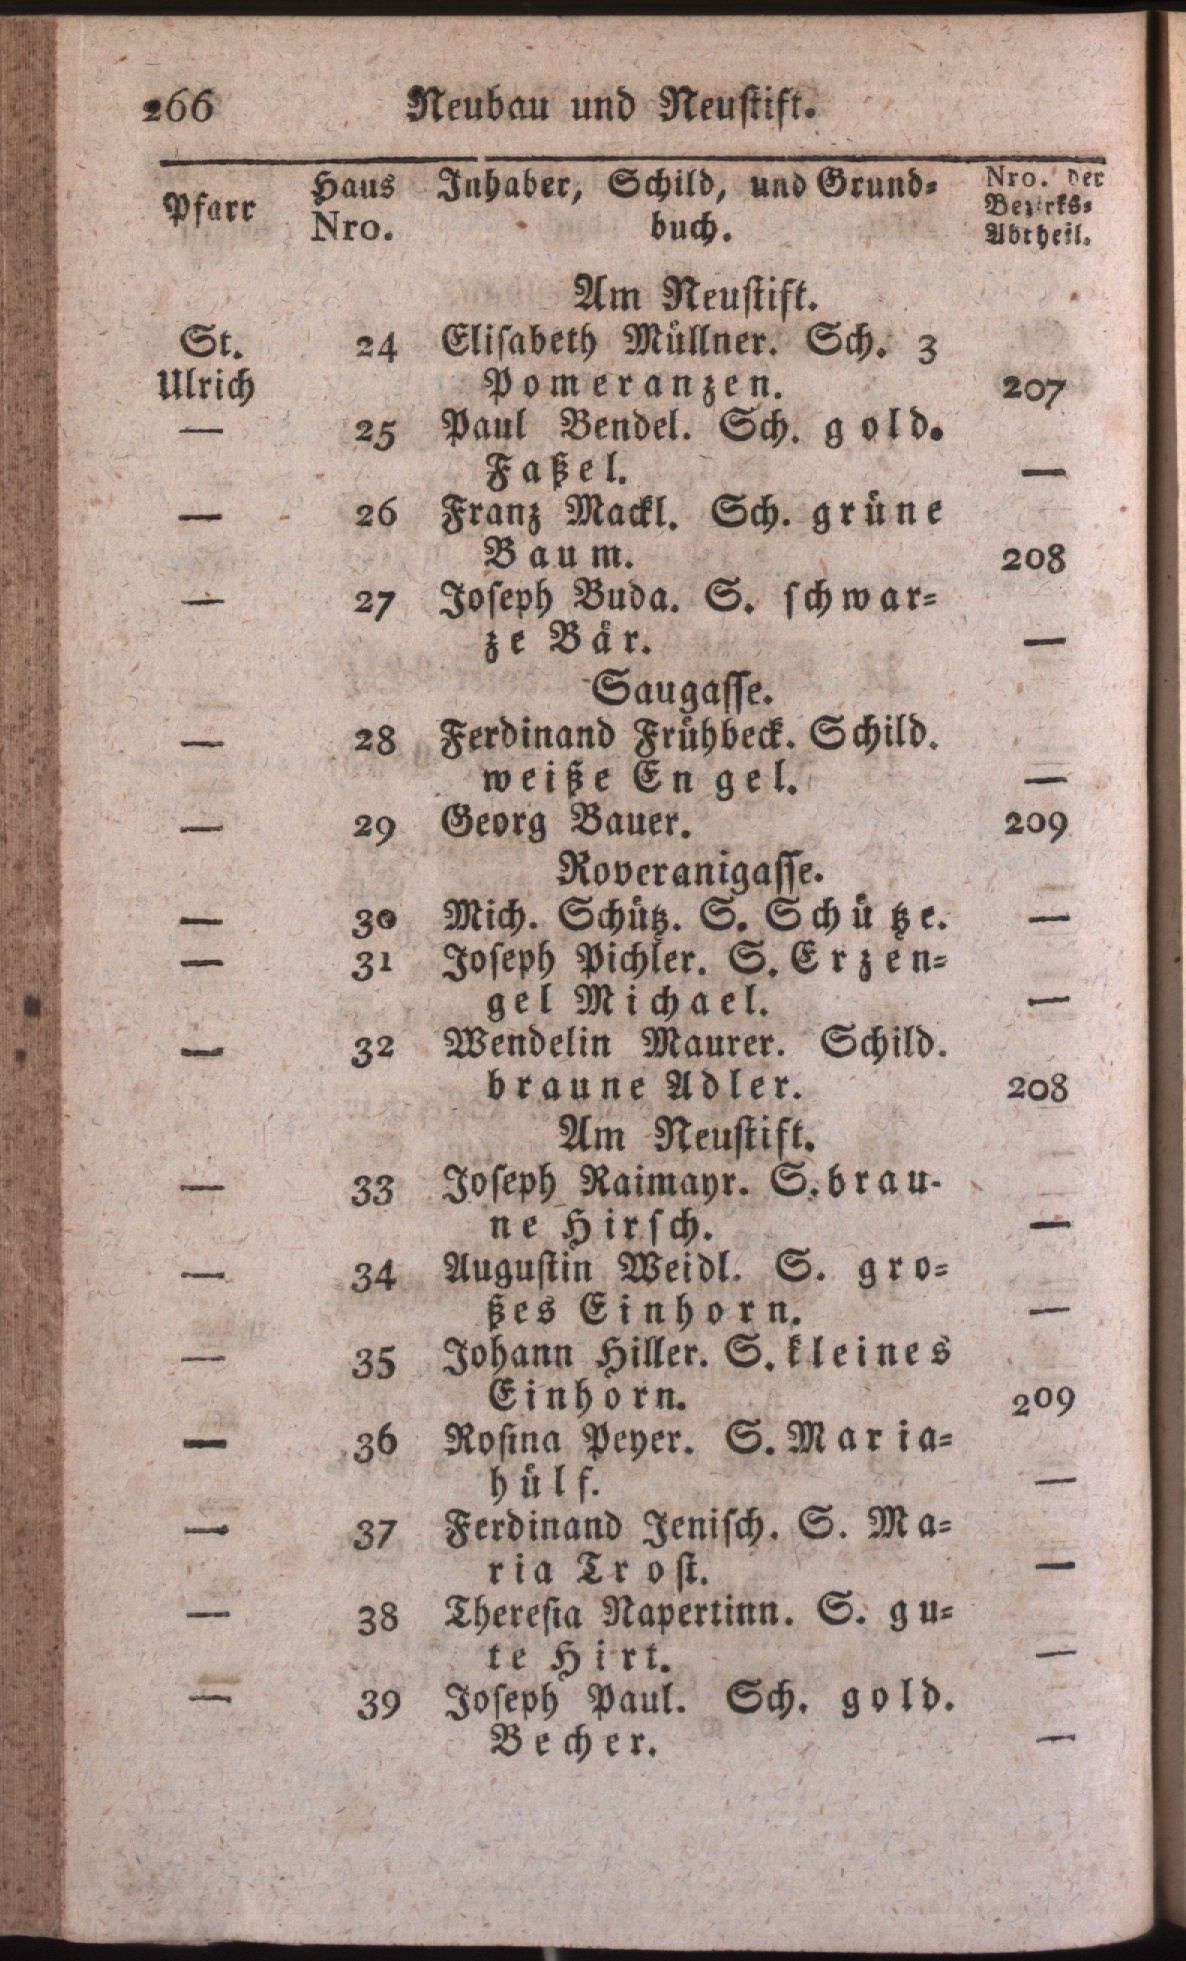 266 Neubau und Neustift.
Pfarr Haus Nro. Inhaber, Schild, und Grund= buch. Nro. der Bezirks= Abtheil.
Am Neustift.
St. 24 Elisabeth Müllner. Sch. 3
Ulrich Pomeranzen. 207
— 25 Paul Bendel. Sch. gold.
Faßel. —
— 26 Franz Mackl. Sch. grüne
Baum. 208
— 27 Joseph Buda. S. schwar=
ze Bär. —
Saugasse.
— 28 Ferdinand Frühbeck. Schild.
weiße Engel. —
— 29 Georg Bauer. 209
Roveranigasse.
— 30 Mich. Schütz. S. Schütze. —
— 31 Joseph Pichler. S. Erzen=
gel Michael. —
— 32 Wendelin Maurer. Schild.
braune Adler. 208
Am Neustift.
— 33 Joseph Raimayr. S. brau-
ne Hirsch. —
— 34 Augustin Weidl. S. gro=
ßes Einhorn. —
— 35 Johann Hiller. S. kleines
Einhorn. 209
— 36 Rosina Peyer. S. Maria=
hülf. —
— 37 Ferdinand Jenisch. S. Ma=
ria Trost. —
— 38 Theresia Napertinn. S. gu=
te Hirt. —
— 39 Joseph Paul. Sch. gold.
Becher. —